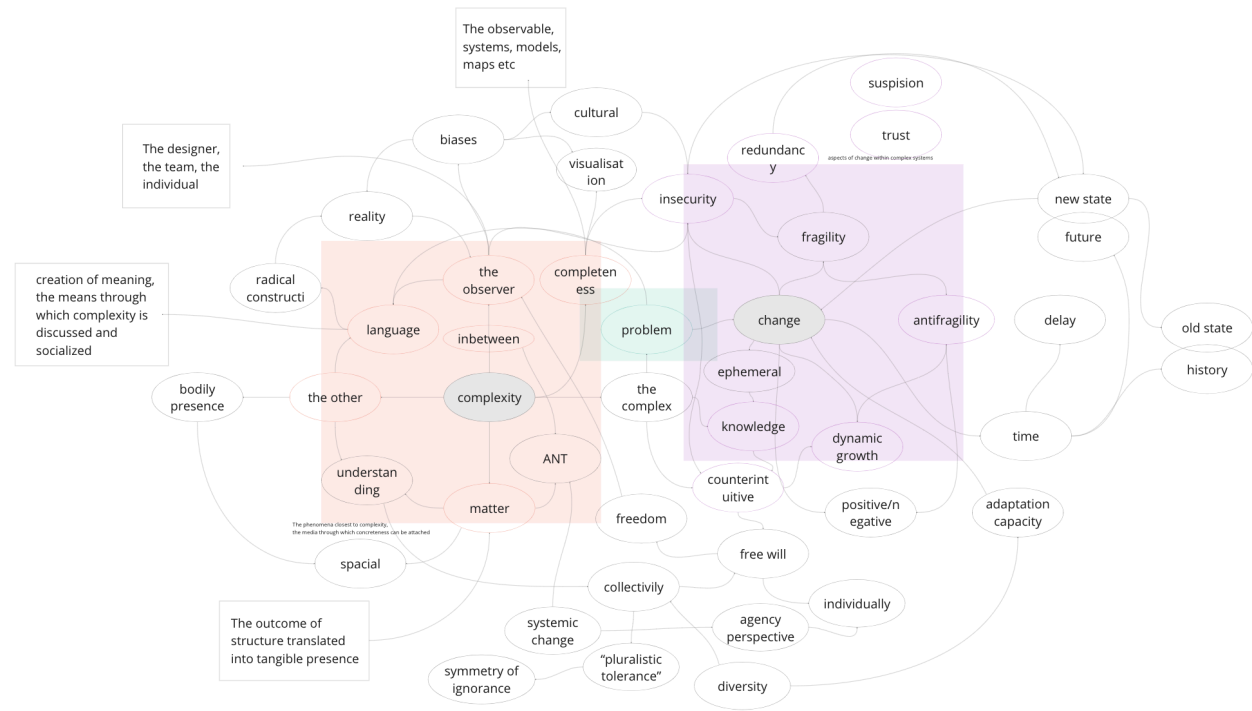 The observable,
systems, models,
maps etc
suspision
cultural
trust
biases
redundanc
y
aspects of change within complex systems
The designer,
the team, the
individual
visualisat
ion
insecurity
new state
reality
fragility
future
radical
constructi
the
observer
completen
ess
creation of meaning,
the means through
which complexity is
discussed and
socialized
language
inbetween
problem
change
antifragility
delay
old state
ephemeral
history
bodily
presence
the other
complexity
the
complex
knowledge
dynamic
growth
time
ANT
understan
ding
counterint
uitive
matter
freedom
positive/n
egative
adaptation
capacity
The phenomena closest to complexity,
the media through which concreteness can be attached
free will
spacial
collectivily
individually
The outcome of
structure translated
into tangible presence
systemic
change
agency
perspective
symmetry of
ignorance
“pluralistic
tolerance”
diversity